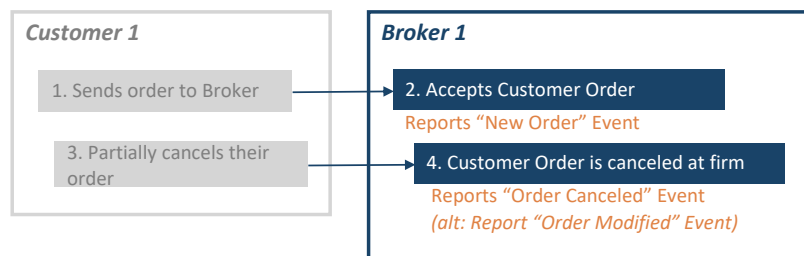 Customer 1
Broker 1
1. Sends order to Broker
2. Accepts Customer Order
Reports “New Order” Event
3. Partially cancels their
order
4. Customer Order is canceled at firm
Reports “Order Canceled” Event
(alt: Report “Order Modified” Event)